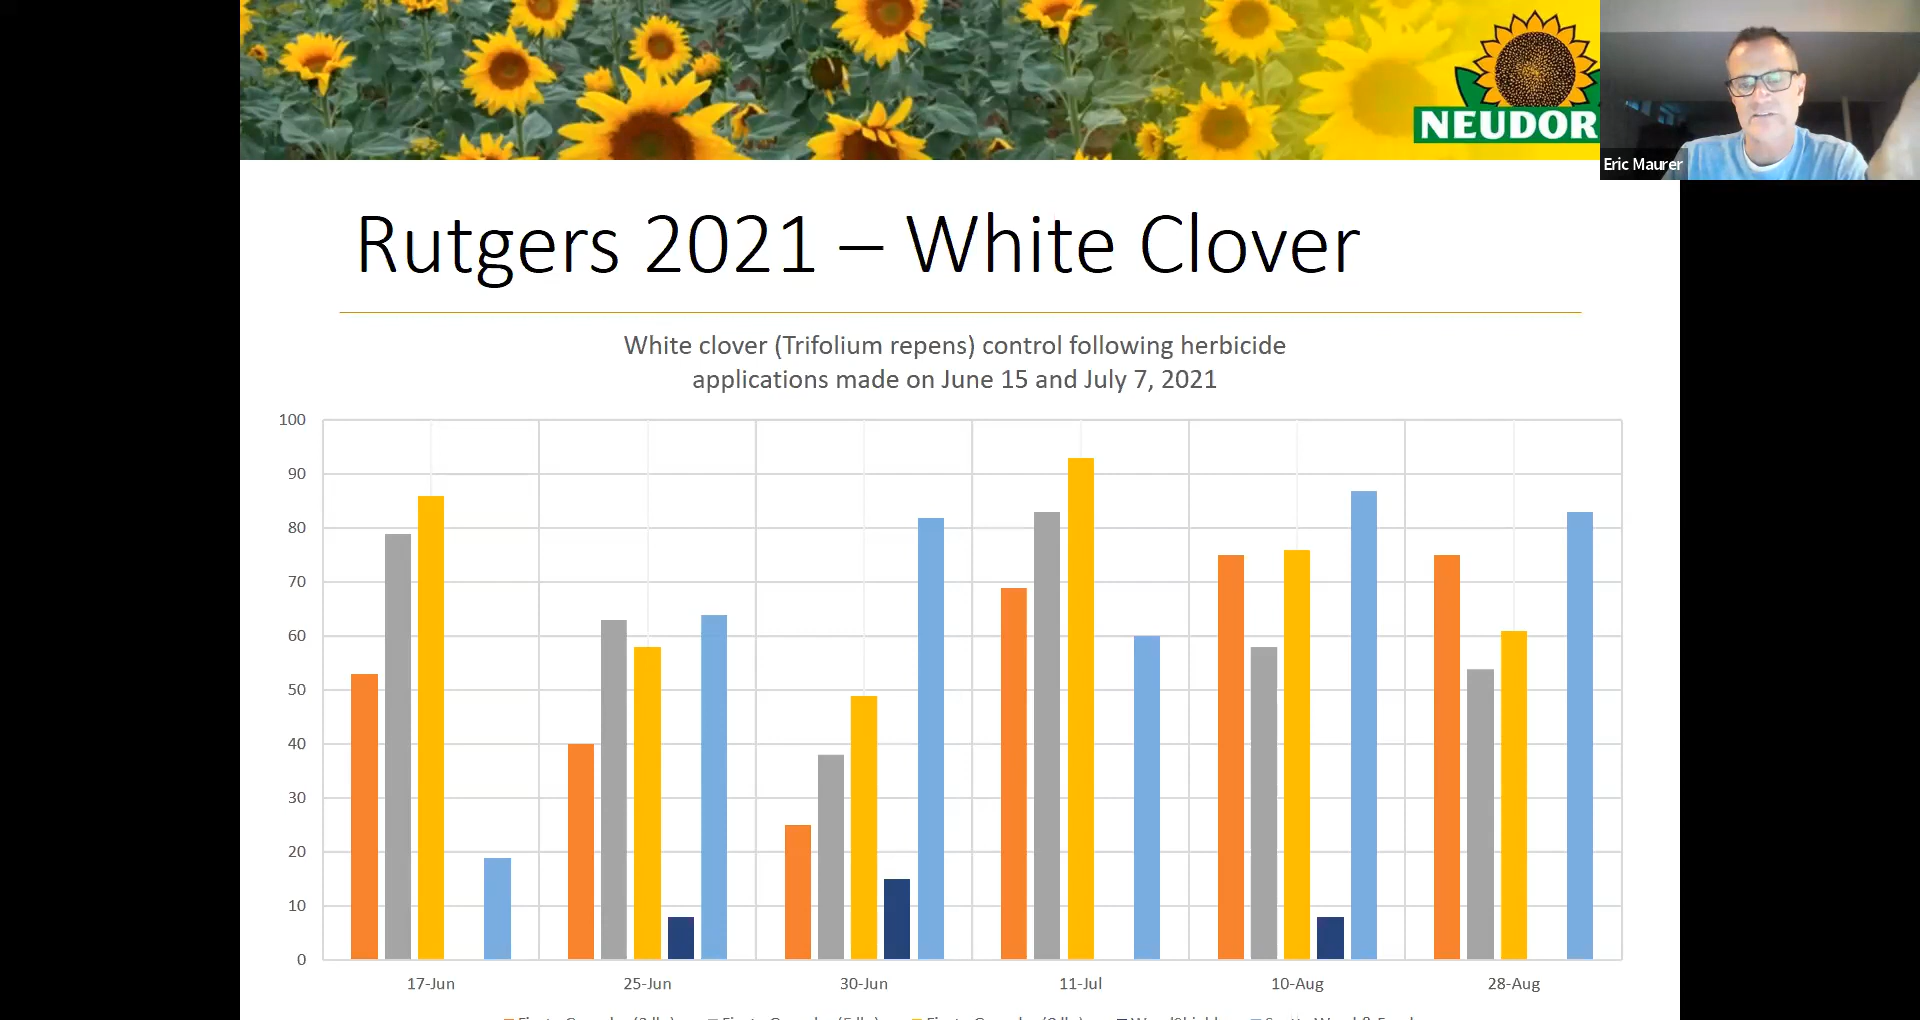 NEUDOR
Eric Maurer
Rutgers 2021 – White Clover
White clover (Trifolium repens) control following herbicide
applications made on June 15 and July 7, 2021
100
90
80
70
60
50
40
30
20
10
0
17-Jun 25-Jun 30-Jun 11-Jul 10-Aug 28-Aug